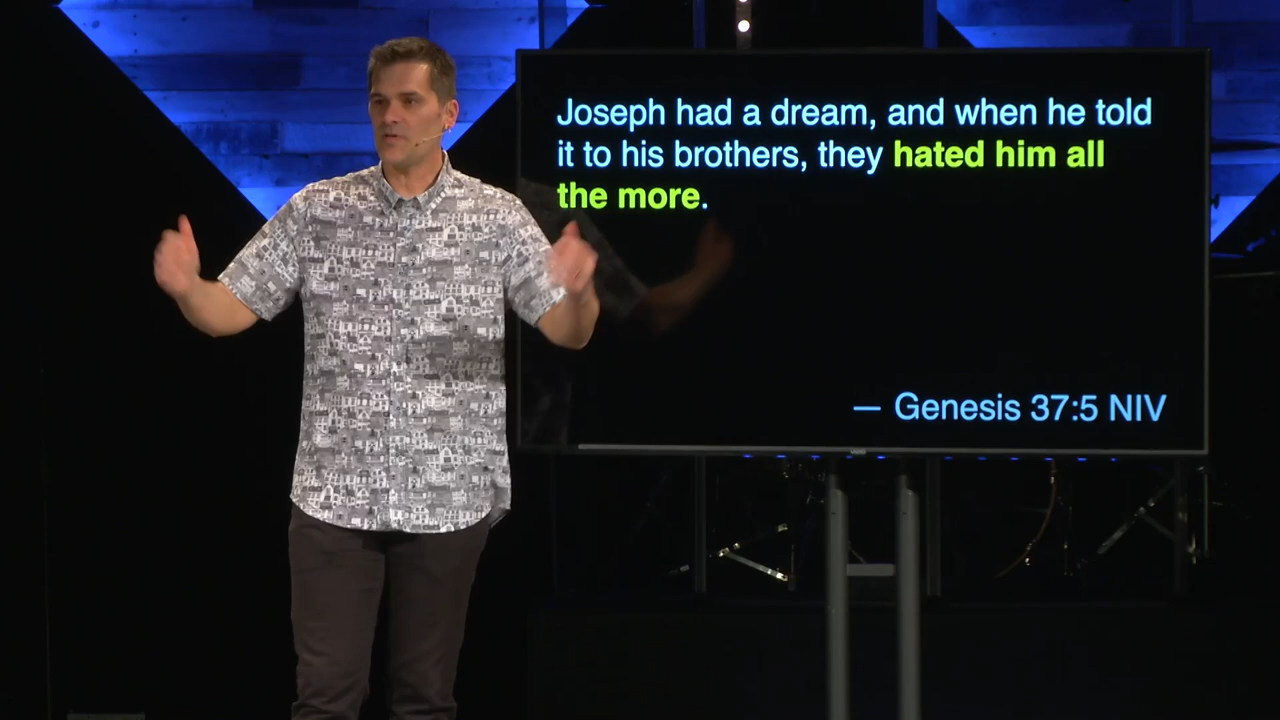 Joseph had a dream, and when he told
it to his brothers, they hated him all
the more.
— Genesis 37:5 NIV